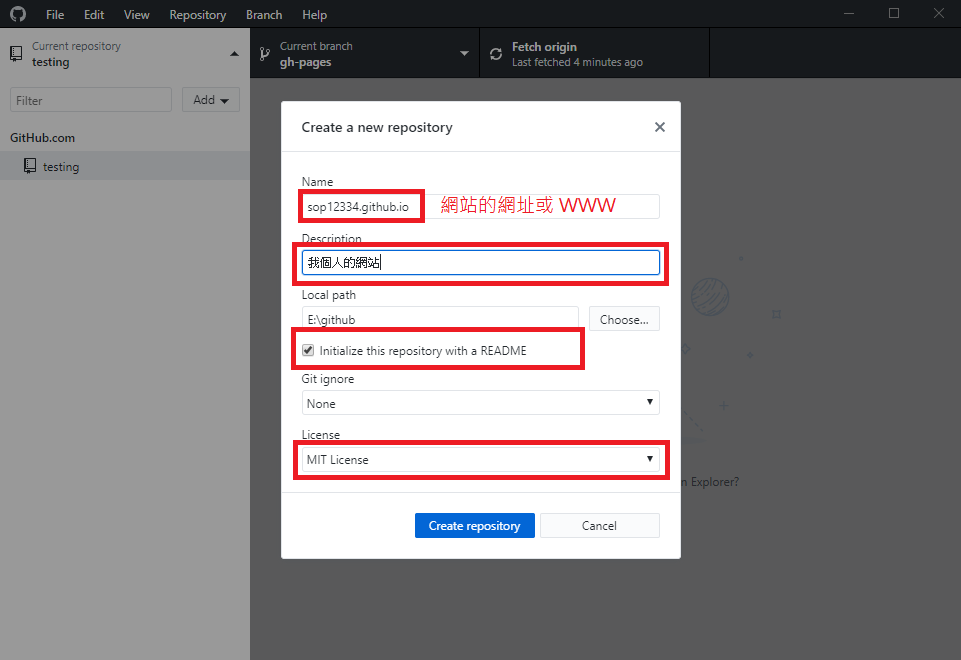 File Edit View Repository Branch Help
Current repository
testing
Current branch
gh-pages
Fetch origin
Last fetched 4 minutes ago
Filter
Add
GitHub.com
testing
Create a new repository
Name
sop12334.github.io
網站的網址或 WWW
Description
我個人的網站
Local path
E:\github
Choose...
Initialize this repository with a README
Git ignore
None
License
MIT License
Create repository
Cancel
n Explorer?